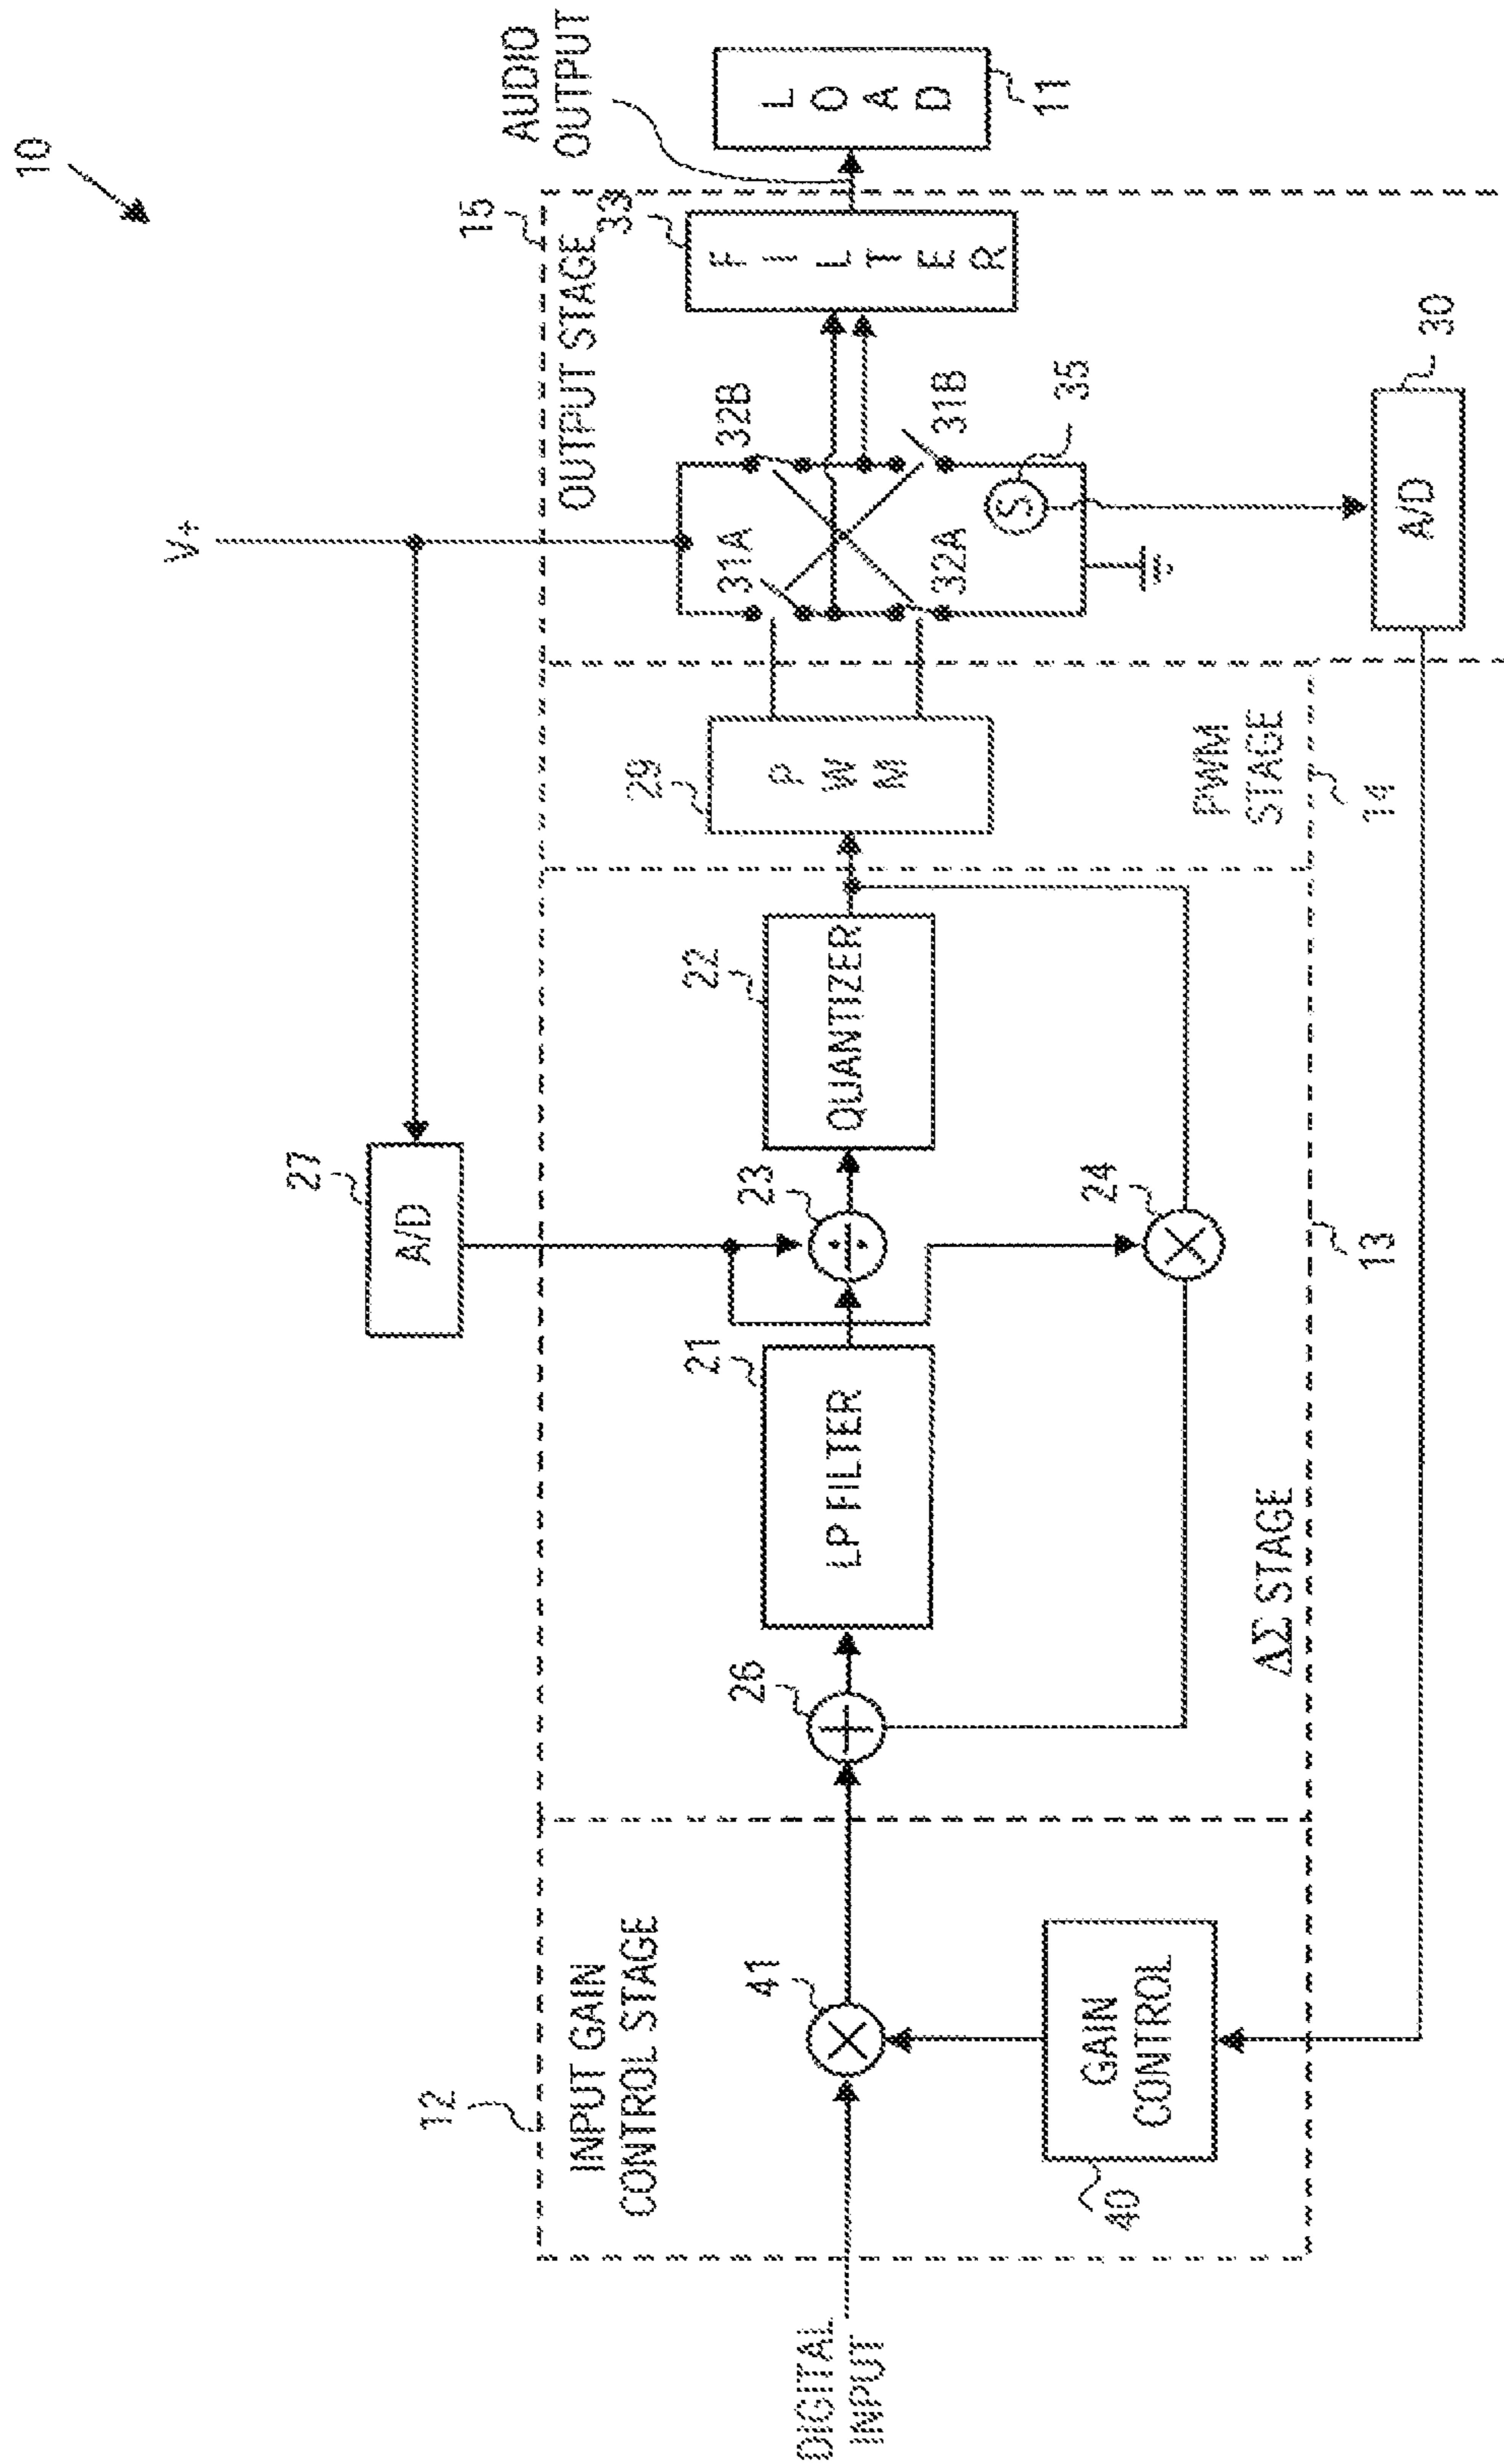 10
V+
27
A/D
12
INPUT GAIN
CONTROL STAGE
15
OUTPUT STAGE
AUDIO
OUTPUT
DIGITAL
INPUT
41
26
21
LP FILTER
23
22
QUANTIZER
29
PWM
31A
32B
32A
31B
33
FILTER
LOAD
11
S
35
GAIN
CONTROL
40
24
ΔΣ STAGE
13
PWM
STAGE
14
A/D
30